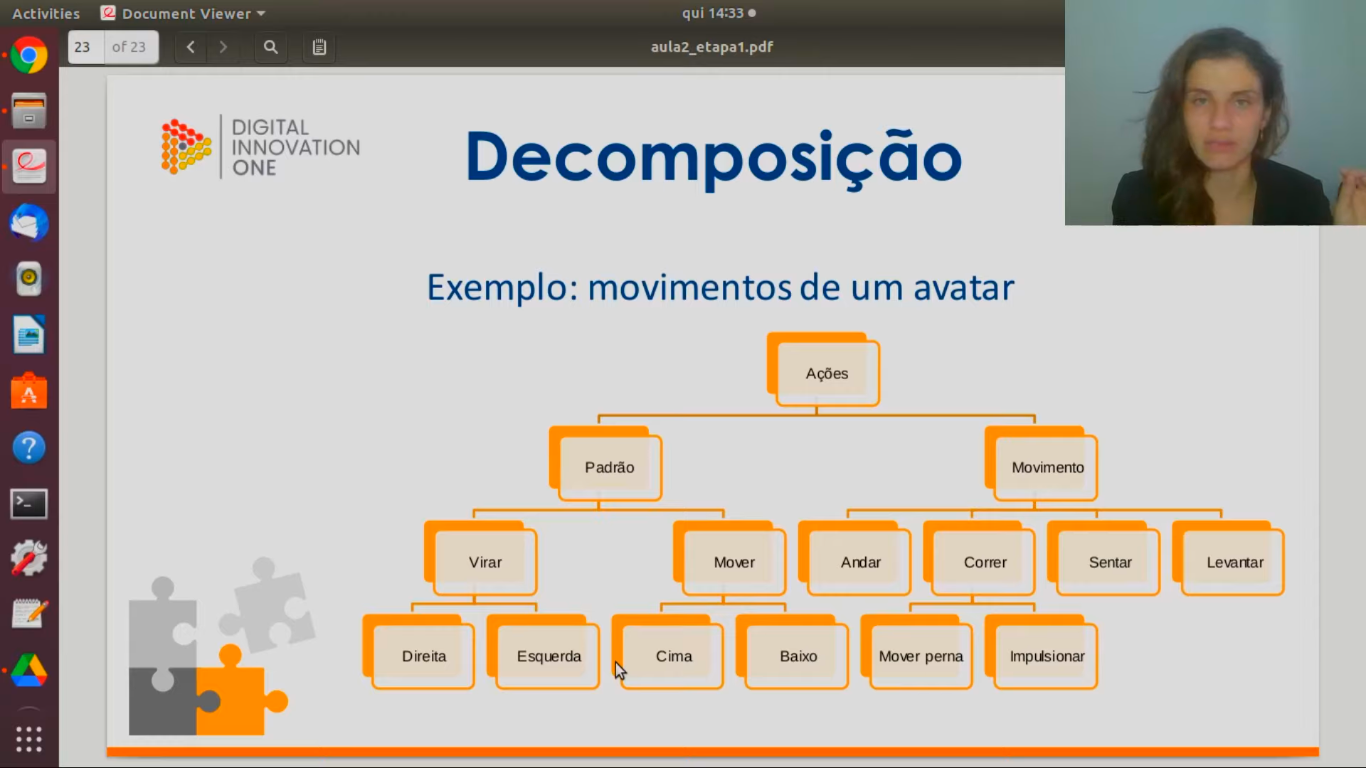 Activities
Document Viewer
qui 14:33
23
of 23
aula2_etapa1.pdf
DIGITAL
INNOVATION
ONE
Decomposição
Exemplo: movimentos de um avatar
Ações
Padrão
Movimento
Virar
Mover
Andar
Correr
Sentar
Levantar
Direita
Esquerda
Cima
Baixo
Mover perna
Impulsionar